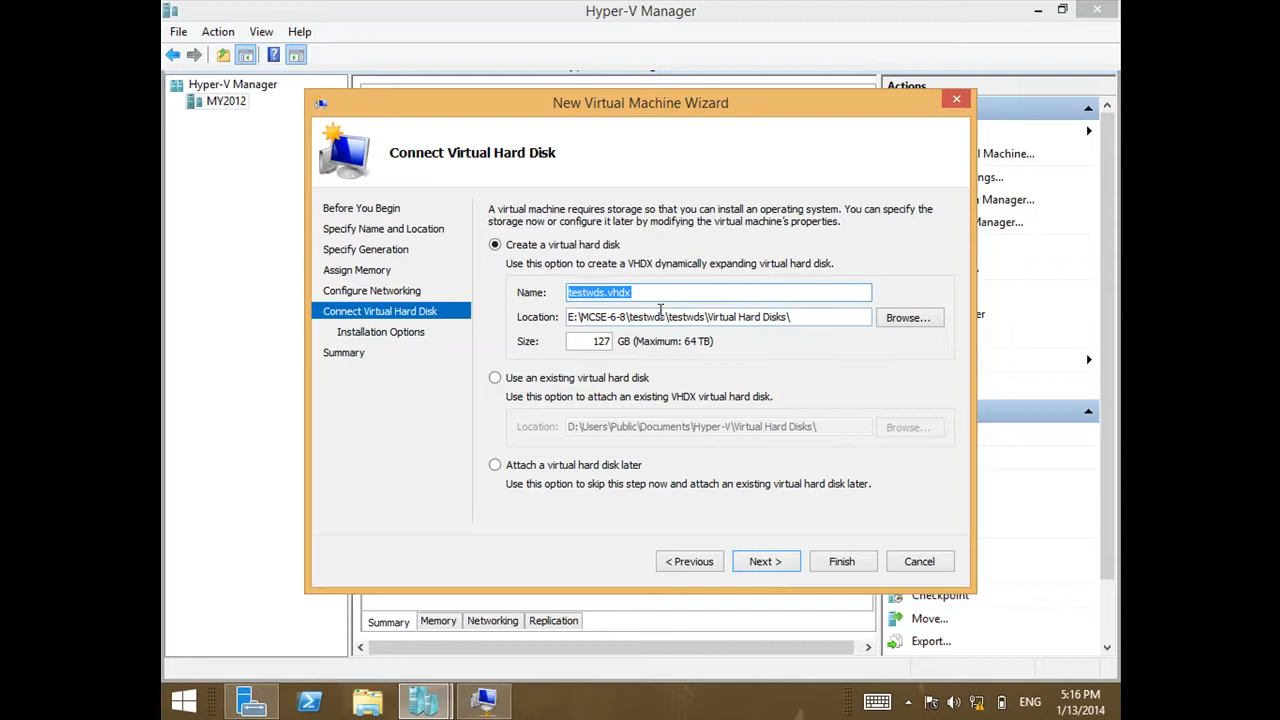 Hyper-V Manager
File Action View Help
Hyper-V Manager
MY2012
Actions
New Virtual Machine Wizard
Connect Virtual Hard Disk
Before You Begin
Specify Name and Location
Specify Generation
Assign Memory
Configure Networking
Connect Virtual Hard Disk
Installation Options
Summary
A virtual machine requires storage so that you can install an operating system. You can specify the
storage now or configure it later by modifying the virtual machine's properties.
Create a virtual hard disk
Use this option to create a VHDX dynamically expanding virtual hard disk.
Name: testwds.vhdx
Location: E:\MCSE-6-8\testwds\testwds\Virtual Hard Disks\ Browse...
Size: 127 GB (Maximum: 64 TB)
Use an existing virtual hard disk
Use this option to attach an existing VHDX virtual hard disk.
Location: D:\Users\Public\Documents\Hyper-V\Virtual Hard Disks\ Browse...
Attach a virtual hard disk later
Use this option to skip this step now and attach an existing virtual hard disk later.
< Previous Next > Finish Cancel
l Machine...
ngs...
n Manager...
Manager...
Checkpoint
Move...
Export...
Summary Memory Networking Replication
ENG
5:16 PM
1/13/2014